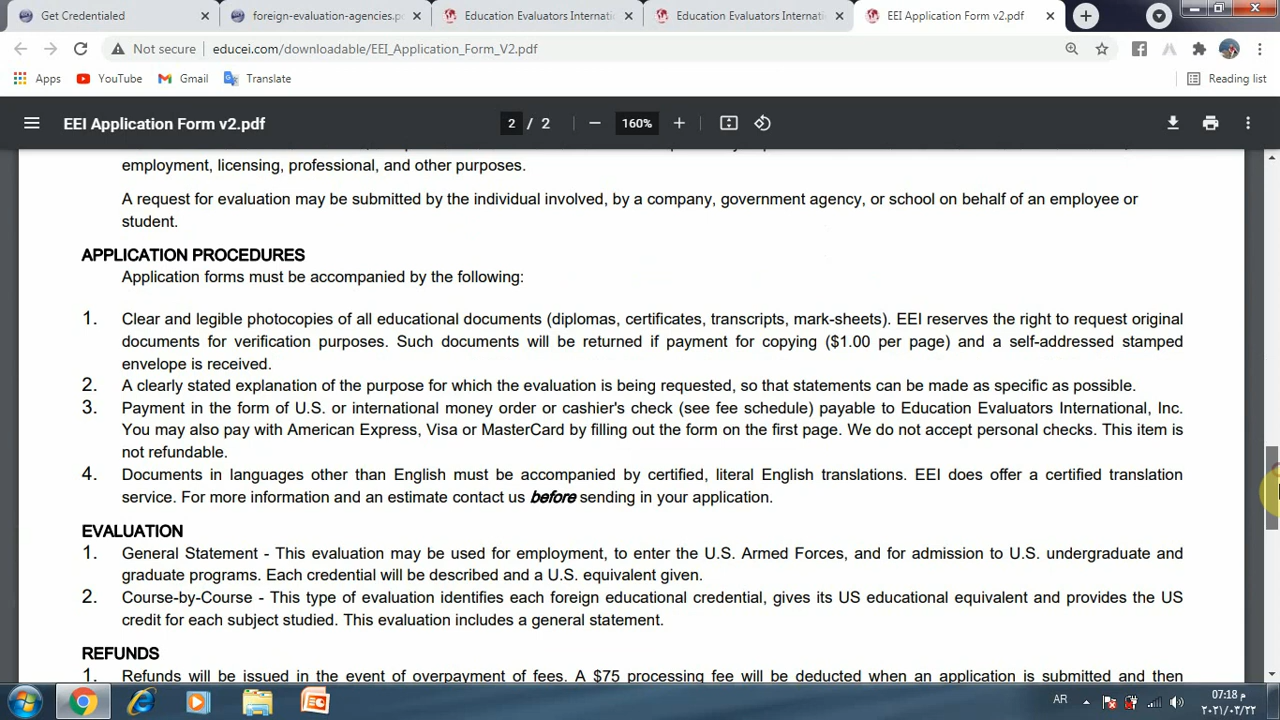 Get Credentialed
foreign-evaluation-agencies.p
Education Evaluators Internati
Education Evaluators Internati
EEI Application Form v2.pdf
Not secure
educei.com/downloadable/EEI_Application_Form_V2.pdf
Apps
YouTube
Gmail
Translate
Reading list
EEI Application Form v2.pdf
2 / 2
160%
employment, licensing, professional, and other purposes.
A request for evaluation may be submitted by the individual involved, by a company, government agency, or school on behalf of an employee or
student.
APPLICATION PROCEDURES
Application forms must be accompanied by the following:
1. Clear and legible photocopies of all educational documents (diplomas, certificates, transcripts, mark-sheets). EEI reserves the right to request original
documents for verification purposes. Such documents will be returned if payment for copying ($1.00 per page) and a self-addressed stamped
envelope is received.
2. A clearly stated explanation of the purpose for which the evaluation is being requested, so that statements can be made as specific as possible.
3. Payment in the form of U.S. or international money order or cashier's check (see fee schedule) payable to Education Evaluators International, Inc.
You may also pay with American Express, Visa or MasterCard by filling out the form on the first page. We do not accept personal checks. This item is
not refundable.
4. Documents in languages other than English must be accompanied by certified, literal English translations. EEI does offer a certified translation
service. For more information and an estimate contact us before sending in your application.
EVALUATION
1. General Statement - This evaluation may be used for employment, to enter the U.S. Armed Forces, and for admission to U.S. undergraduate and
graduate programs. Each credential will be described and a U.S. equivalent given.
2. Course-by-Course - This type of evaluation identifies each foreign educational credential, gives its US educational equivalent and provides the US
credit for each subject studied. This evaluation includes a general statement.
REFUNDS
1. Refunds will be issued in the event of overpayment of fees. A $75 processing fee will be deducted when an application is submitted and then
AR
07:18 م
٢٠٢١/٠٣/٢٢